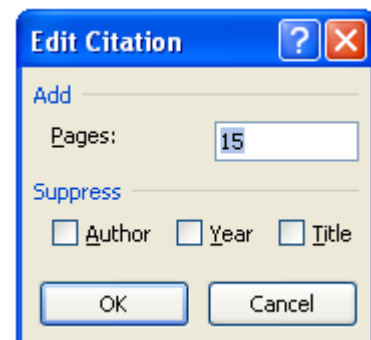 Edit Citation
Add
Pages: 15
Suppress
Author Year Title
OK Cancel